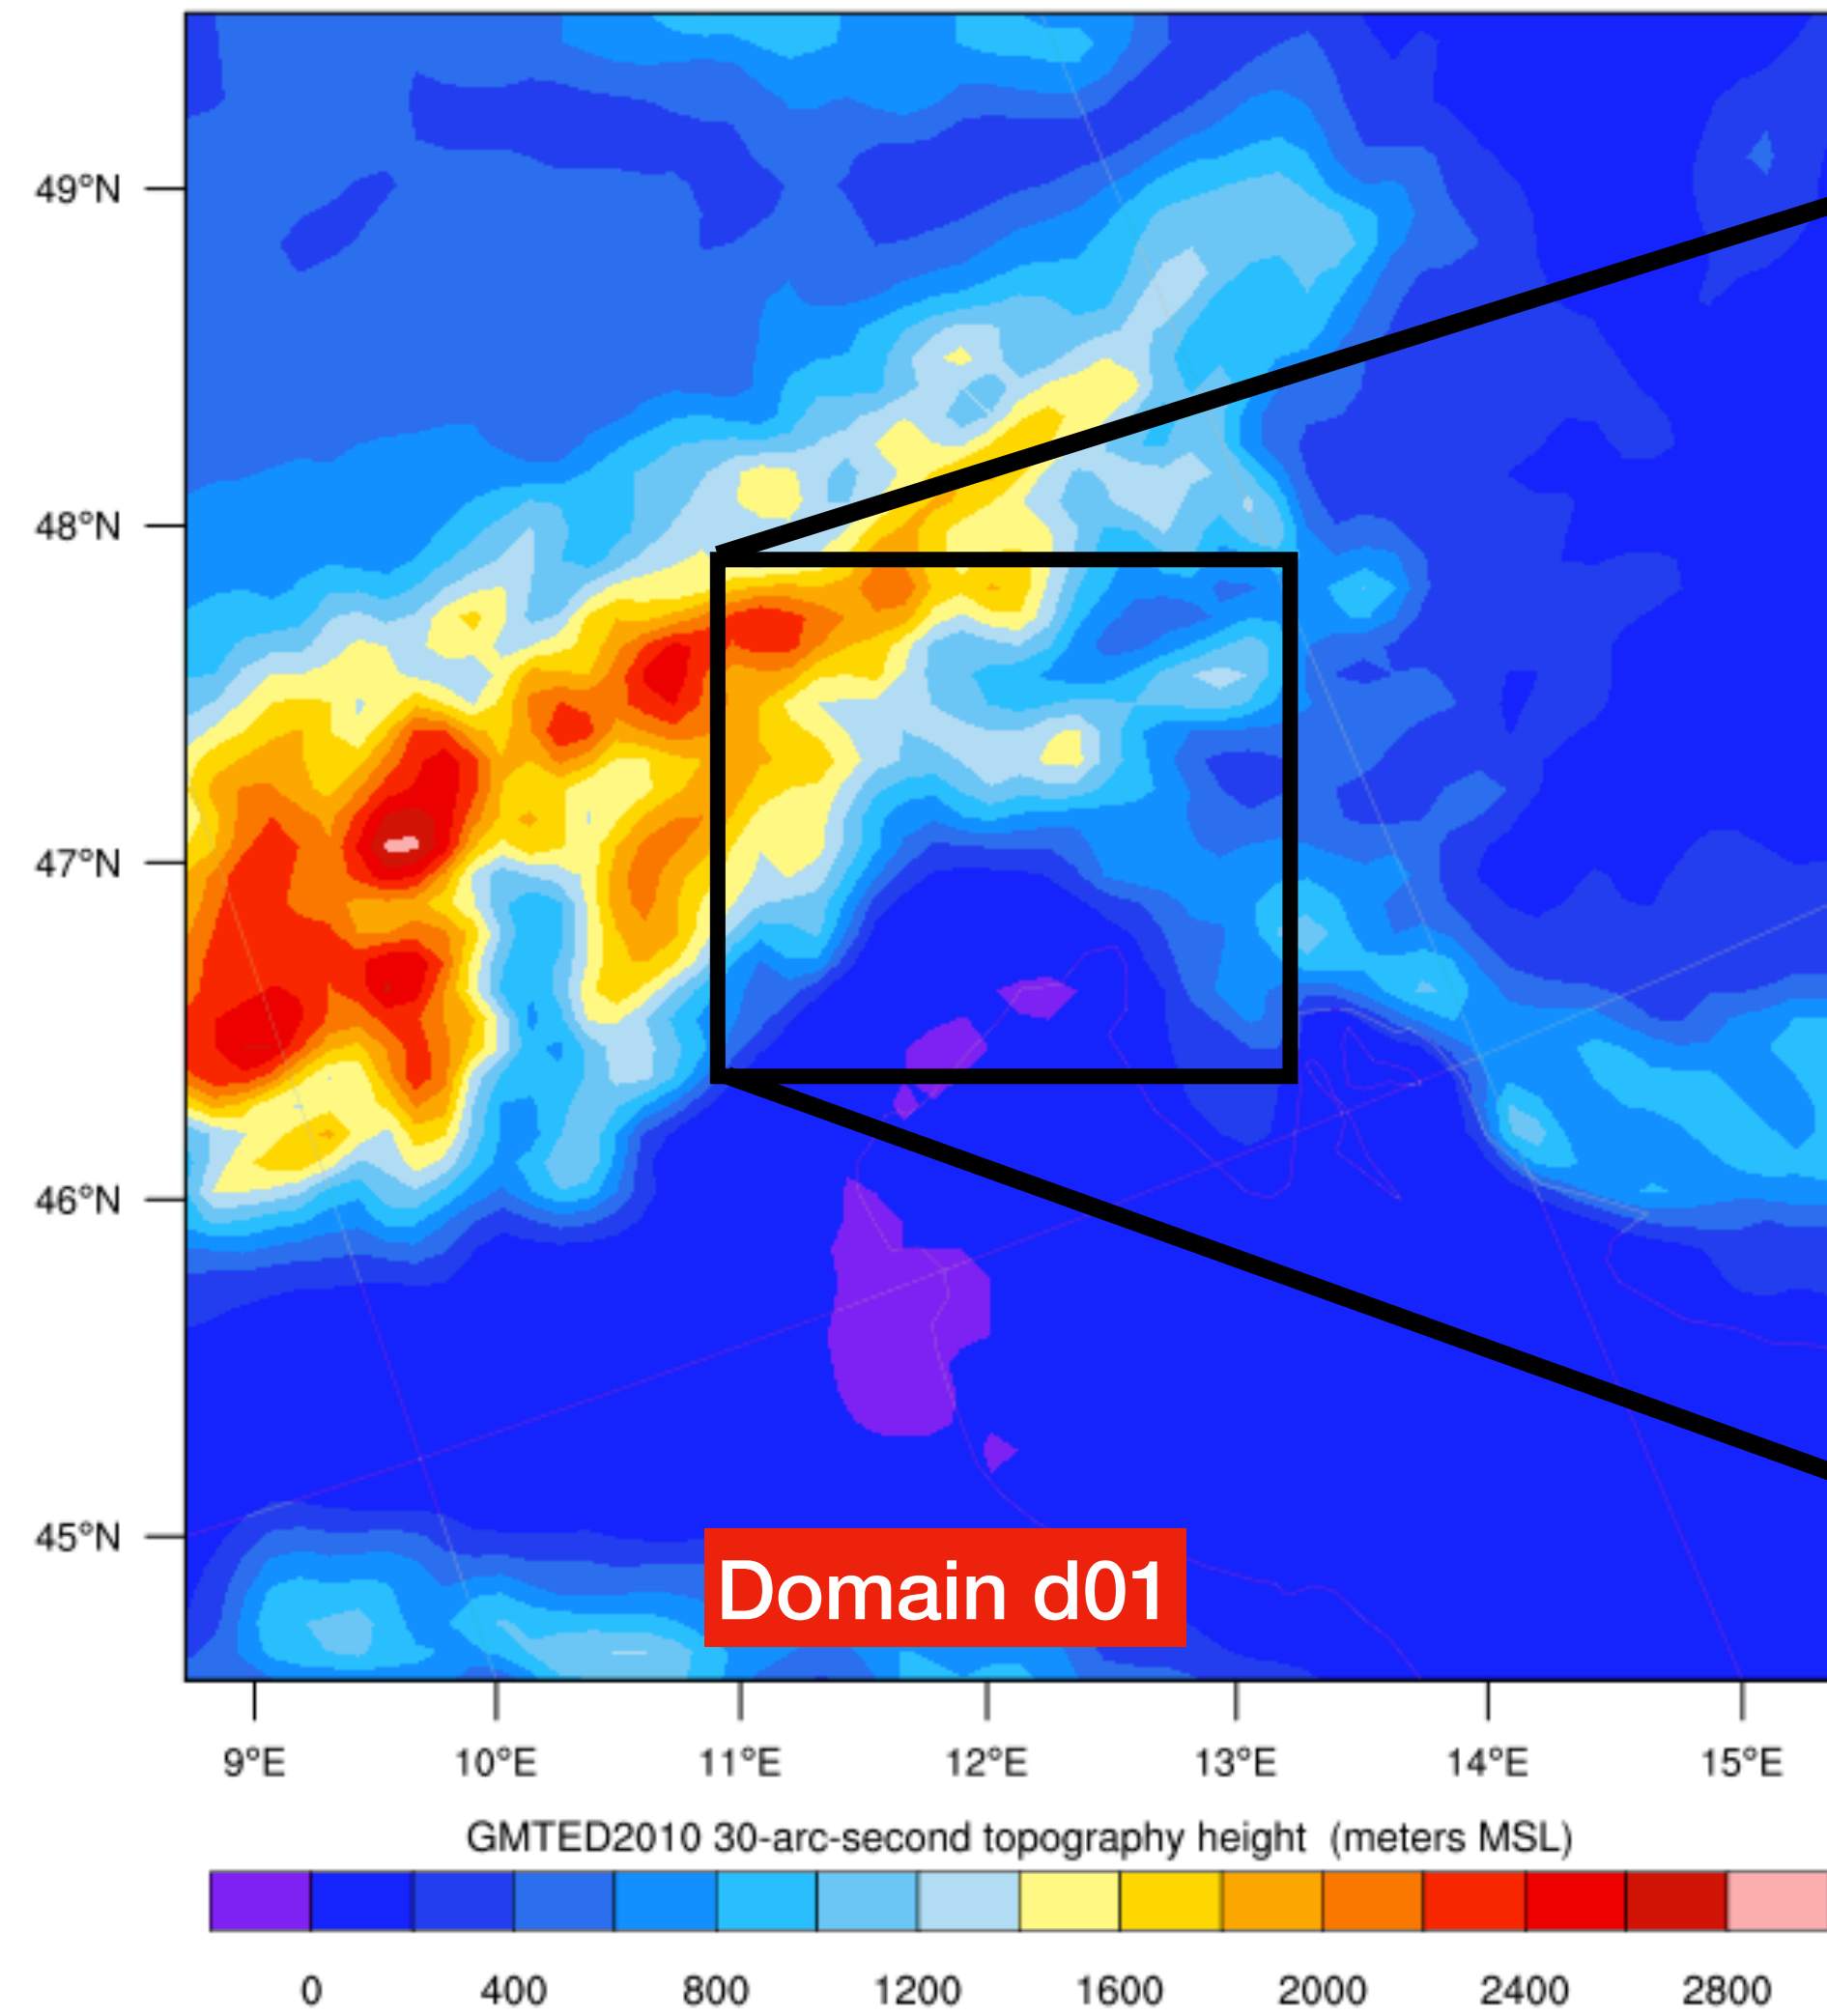 49°N
48°N
47°N
46°N
45°N
Domain d01
9°E 10°E 11°E 12°E 13°E 14°E 15°E
GMTED2010 30-arc-second topography height (meters MSL)
0 400 800 1200 1600 2000 2400 2800